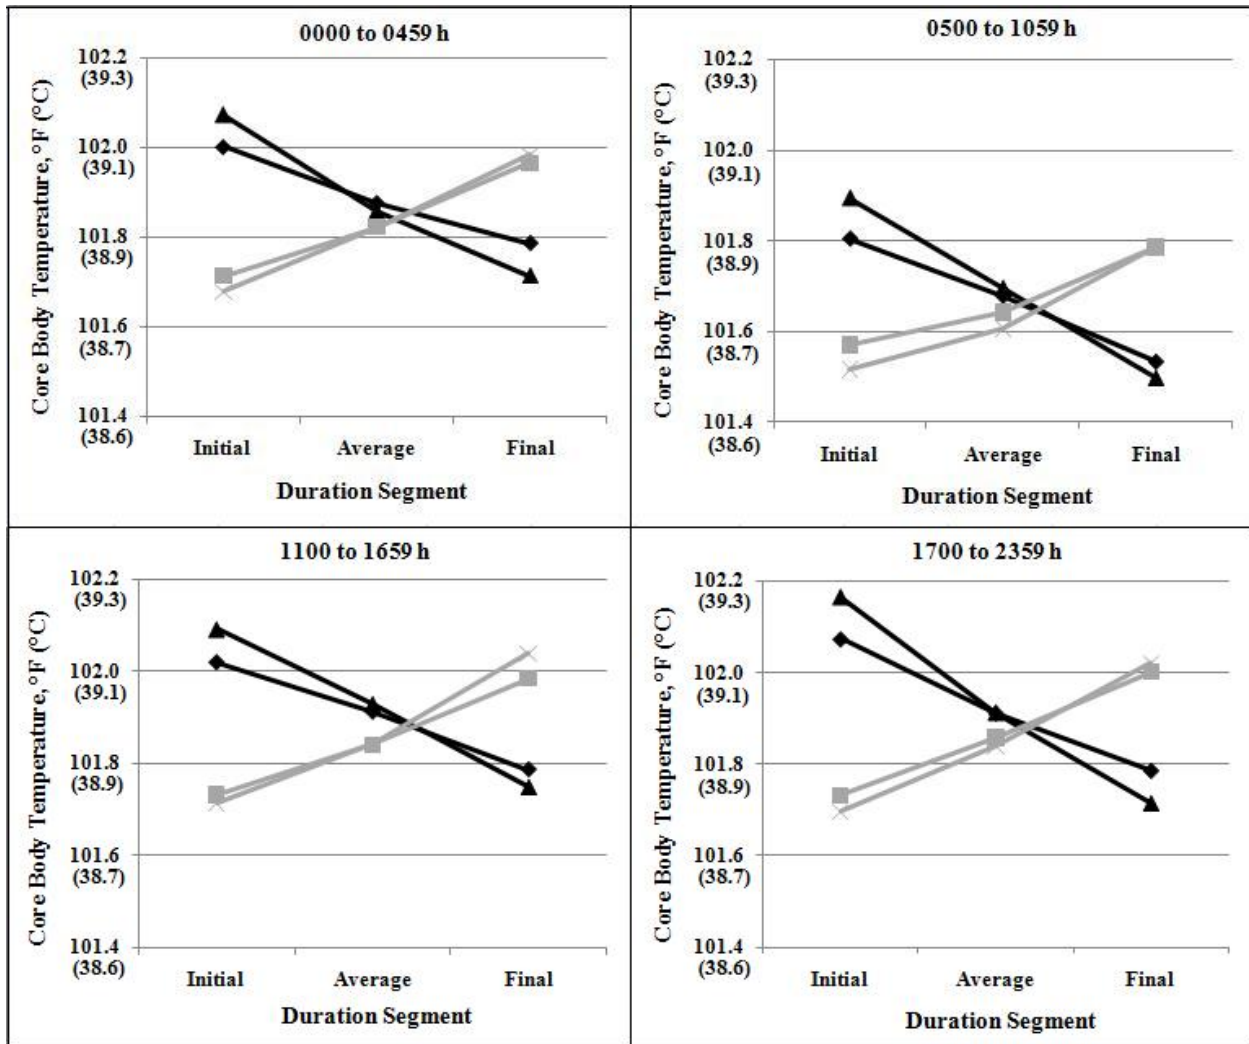 0000 to 0459 h
Core Body Temperature, °F (°C)
102.2
(39.3)
102.0
(39.1)
101.8
(38.9)
101.6
(38.7)
101.4
(38.6)
Initial Average Final
Duration Segment
0500 to 1059 h
Core Body Temperature, °F (°C)
102.2
(39.3)
102.0
(39.1)
101.8
(38.9)
101.6
(38.7)
101.4
(38.6)
Initial Average Final
Duration Segment
1100 to 1659 h
Core Body Temperature, °F (°C)
102.2
(39.3)
102.0
(39.1)
101.8
(38.9)
101.6
(38.7)
101.4
(38.6)
Initial Average Final
Duration Segment
1700 to 2359 h
Core Body Temperature, °F (°C)
102.2
(39.3)
102.0
(39.1)
101.8
(38.9)
101.6
(38.7)
101.4
(38.6)
Initial Average Final
Duration Segment